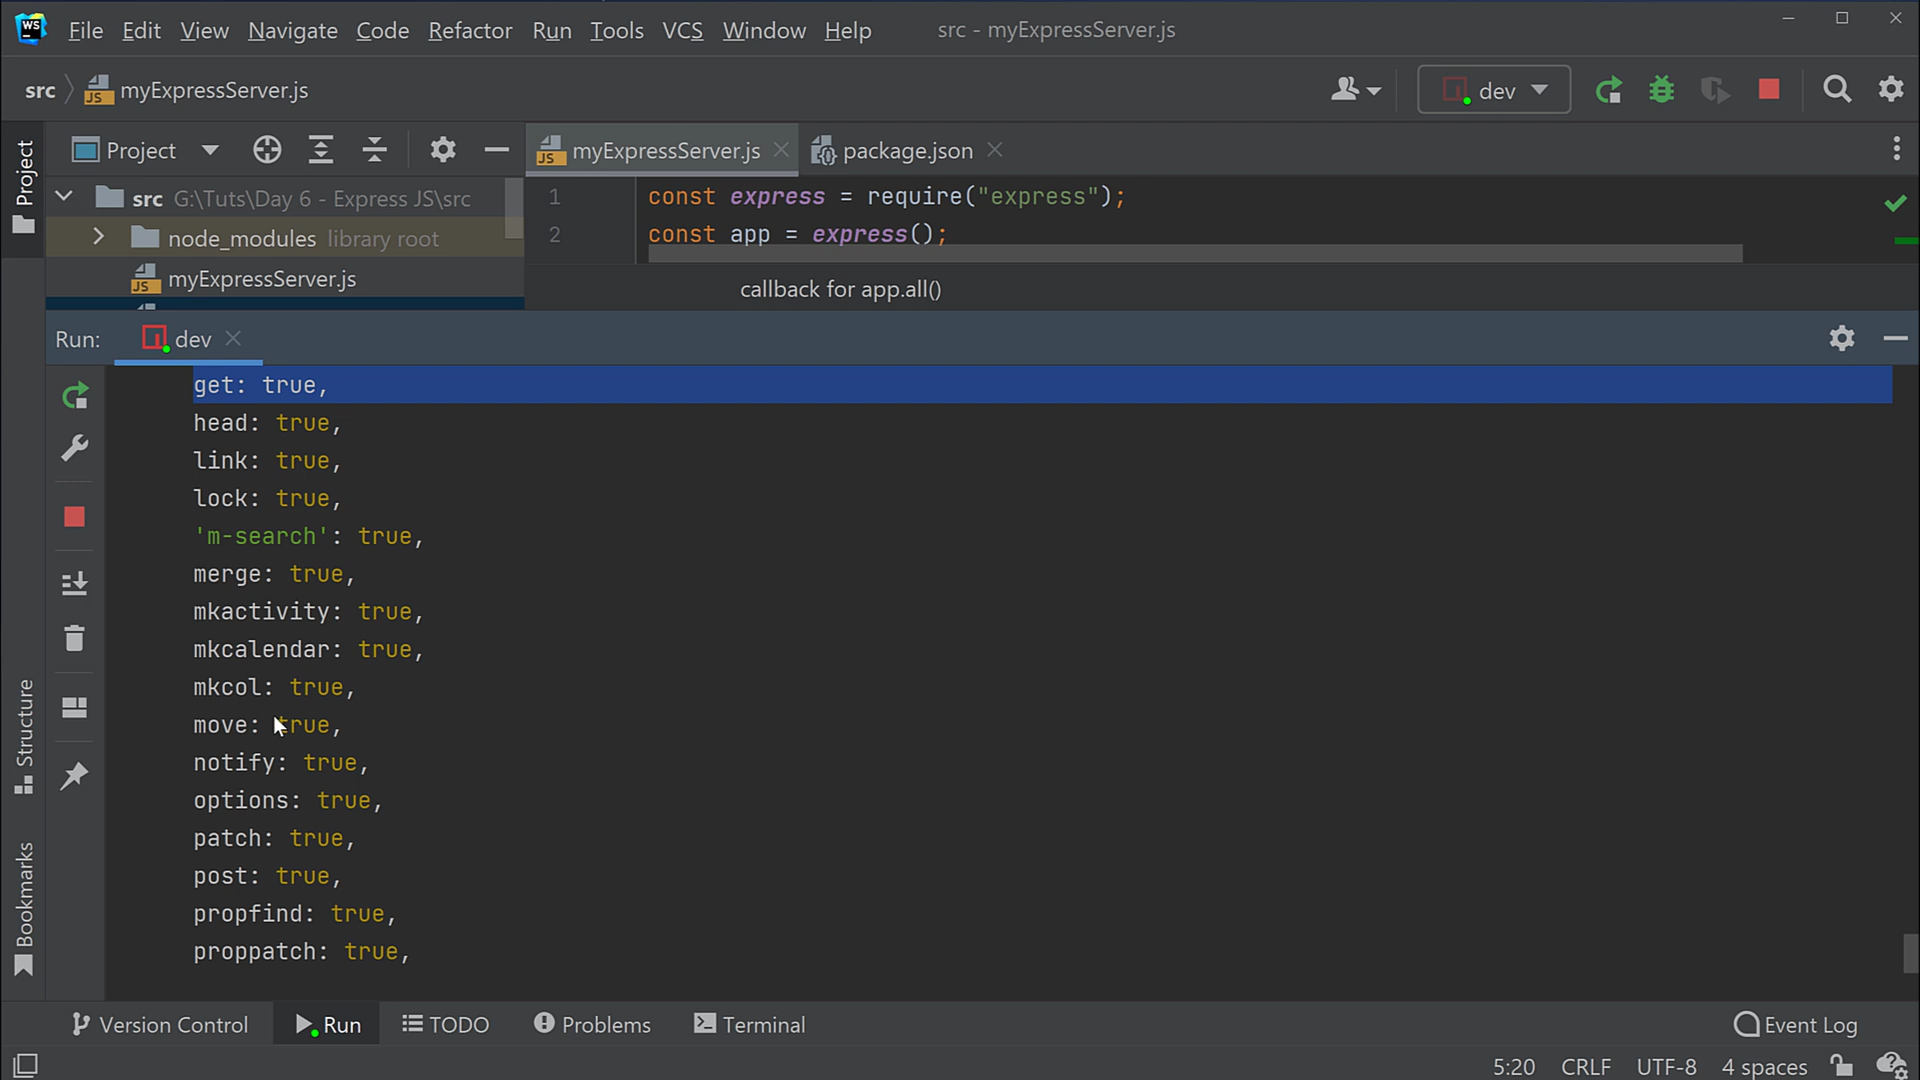 WS File Edit View Navigate Code Refactor Run Tools VCS Window Help src - myExpressServer.js
src myExpressServer.js dev
Project
Project myExpressServer.js package.json
src G:\Tuts\Day 6 - Express JS\src
node_modules library root
myExpressServer.js
1 const express = require("express");
2 const app = express();
callback for app.all()
Run: dev
get: true,
head: true,
link: true,
lock: true,
'm-search': true,
merge: true,
mkactivity: true,
mkcalendar: true,
mkcol: true,
move: true,
notify: true,
options: true,
patch: true,
post: true,
propfind: true,
proppatch: true,
Structure
Bookmarks
Version Control Run TODO Problems Terminal Event Log
5:20 CRLF UTF-8 4 spaces